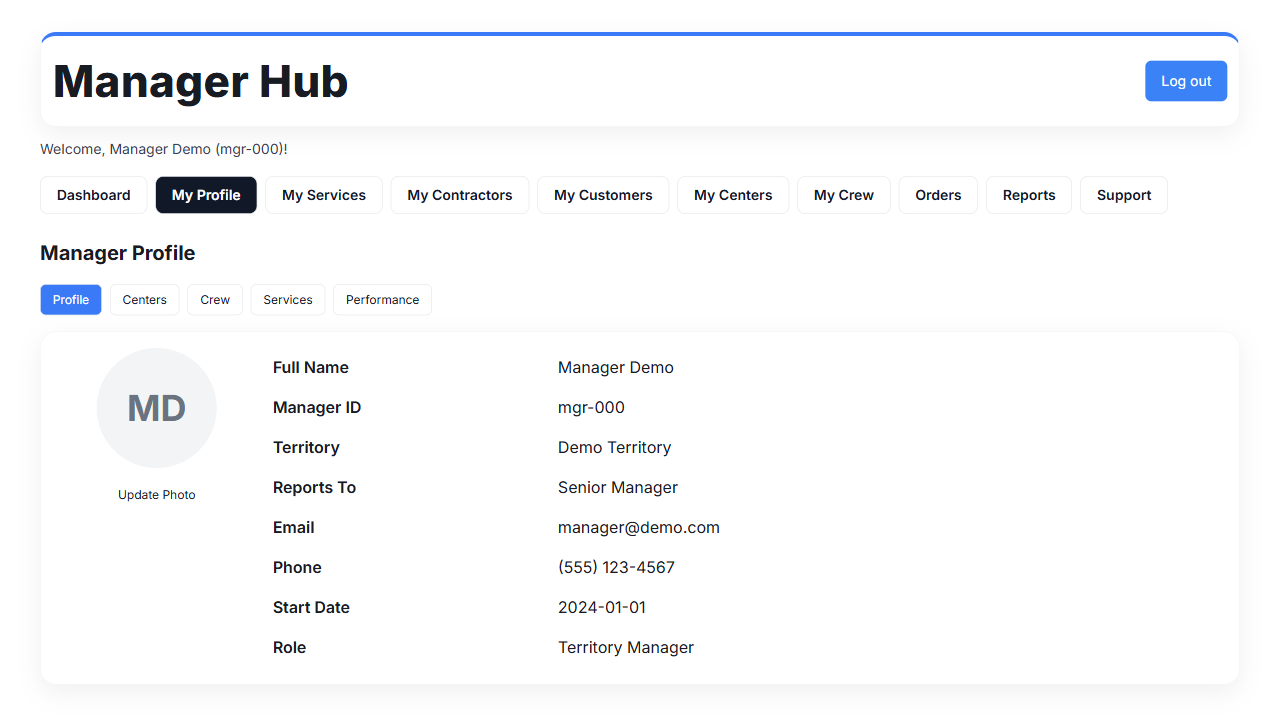 Manager Hub
Log out
Welcome, Manager Demo (mgr-000)!
Dashboard My Profile My Services My Contractors My Customers My Centers My Crew Orders Reports Support
Manager Profile
Profile Centers Crew Services Performance
MD
Update Photo
Full Name Manager Demo
Manager ID mgr-000
Territory Demo Territory
Reports To Senior Manager
Email manager@demo.com
Phone (555) 123-4567
Start Date 2024-01-01
Role Territory Manager